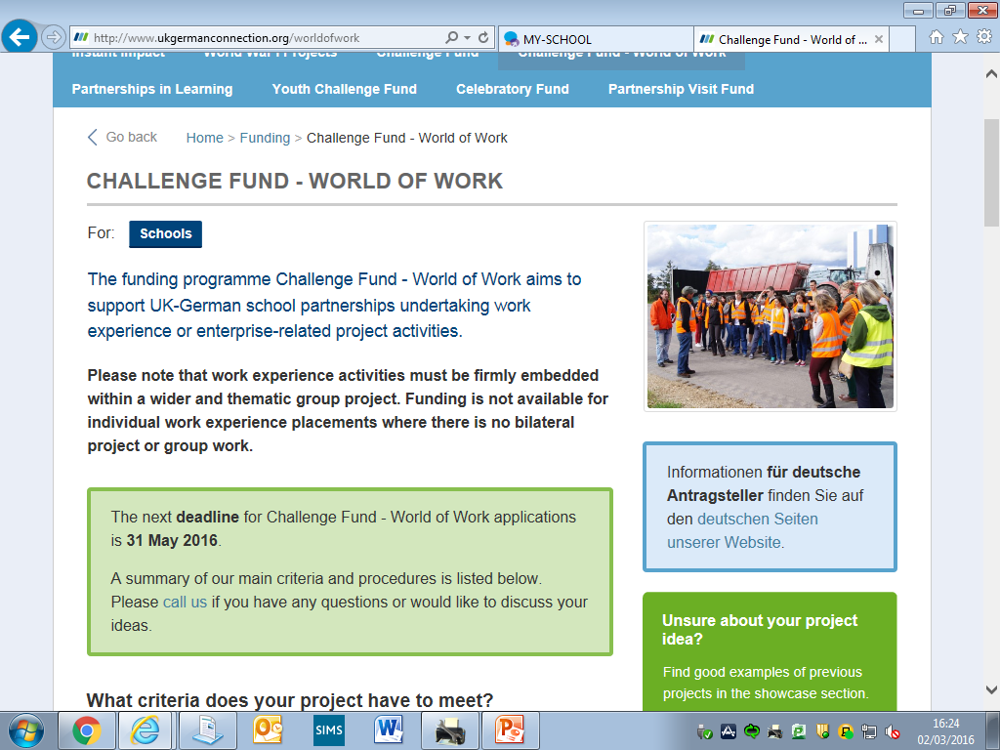 http://www.ukgermanconnection.org/worldofwork
MY-SCHOOL
Challenge Fund - World of ...
Instant Impact World War I Projects Challenge Fund Challenge Fund - World of Work
Partnerships in Learning Youth Challenge Fund Celebratory Fund Partnership Visit Fund
Go back Home > Funding > Challenge Fund - World of Work
CHALLENGE FUND - WORLD OF WORK
For: Schools
The funding programme Challenge Fund - World of Work aims to
support UK-German school partnerships undertaking work
experience or enterprise-related project activities.
Please note that work experience activities must be firmly embedded
within a wider and thematic group project. Funding is not available for
individual work experience placements where there is no bilateral
project or group work.
The next deadline for Challenge Fund - World of Work applications
is 31 May 2016.
A summary of our main criteria and procedures is listed below.
Please call us if you have any questions or would like to discuss your
ideas.
What criteria does your project have to meet?
Informationen für deutsche
Antragsteller finden Sie auf
den deutschen Seiten
unserer Website.
Unsure about your project
idea?
Find good examples of previous
projects in the showcase section.
SIMS
16:24
02/03/2016